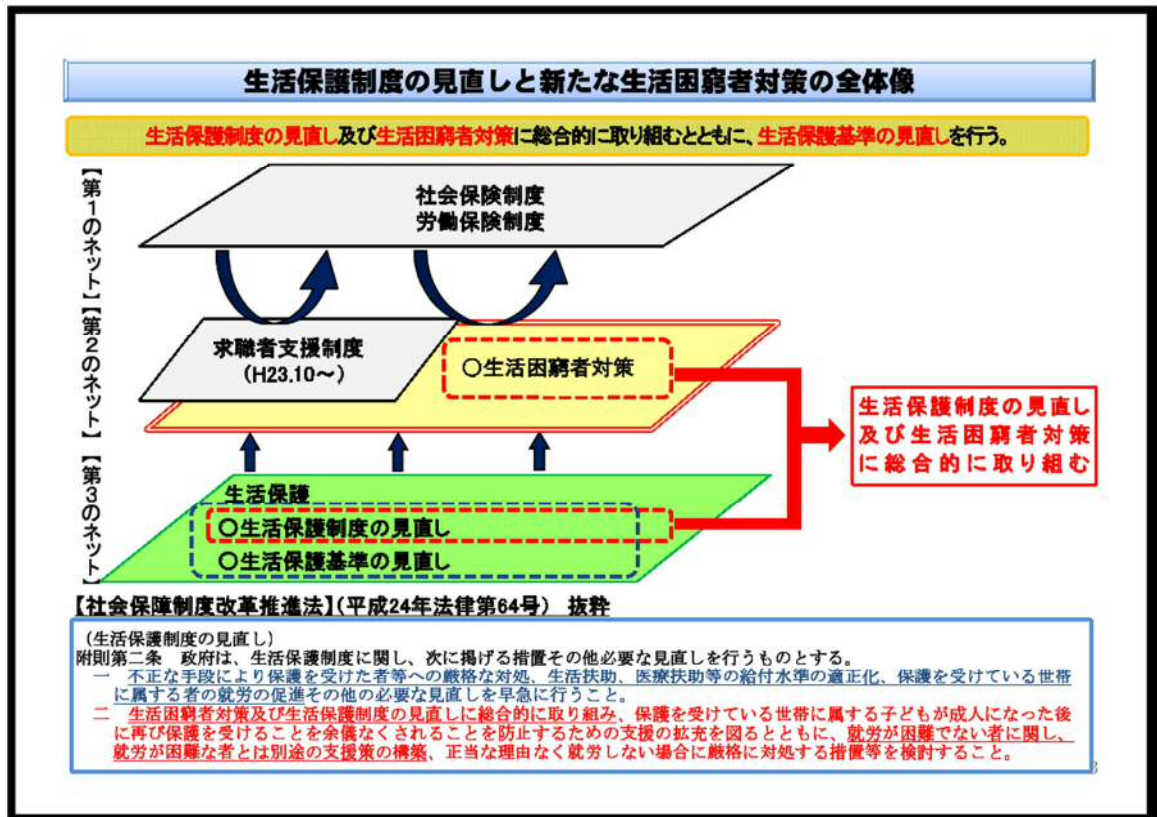 生活保護制度の見直しと新たな生活困窮者対策の全体像
生活保護制度の見直し及び生活困窮者対策に総合的に取り組むとともに、生活保護基準の見直しを行う。
【第1のネット】
社会保険制度
労働保険制度
【第2のネット】
求職者支援制度
(H23.10～)
○生活困窮者対策
生活保護制度の見直し
及び生活困窮者対策
に総合的に取り組む
【第3のネット】
生活保護
○生活保護制度の見直し
○生活保護基準の見直し
【社会保障制度改革推進法】(平成24年法律第64号) 抜粋
(生活保護制度の見直し)
附則第二条 政府は、生活保護制度に関し、次に掲げる措置その他必要な見直しを行うものとする。
一 不正な手段により保護を受けた者等への厳格な対処、生活扶助、医療扶助等の給付水準の適正化、保護を受けている世帯
に属する者の就労の促進その他の必要な見直しを早急に行うこと。
二 生活困窮者対策及び生活保護制度の見直しに総合的に取り組み、保護を受けている世帯に属する子どもが成人になった後
に再び保護を受けることを余儀なくされることを防止するための支援の拡充を図るとともに、就労が困難でない者に関し、
就労が困難な者とは別途の支援策の構築、正当な理由なく就労しない場合に厳格に対処する措置等を検討すること。
3